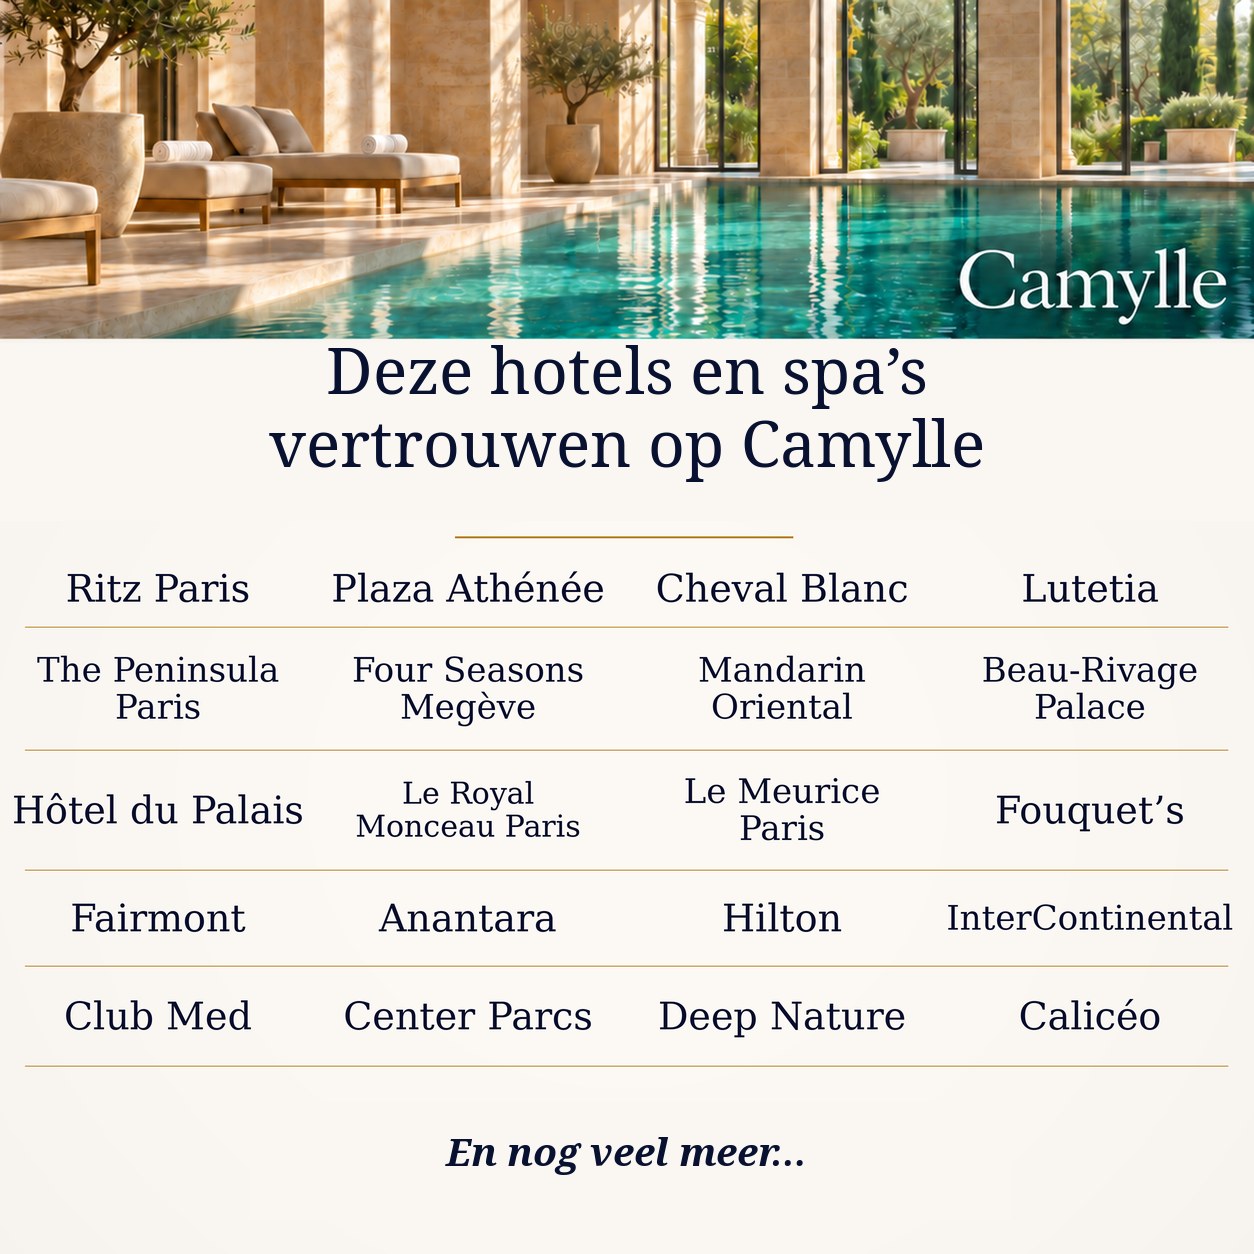 Camylle
Deze hotels en spa’s
vertrouwen op Camylle
Ritz Paris
Plaza Athénée
Cheval Blanc
Lutetia
The Peninsula
Paris
Four Seasons
Megève
Mandarin
Oriental
Beau-Rivage
Palace
Hôtel du Palais
Le Royal
Monceau Paris
Le Meurice
Paris
Fouquet’s
Fairmont
Anantara
Hilton
InterContinental
Club Med
Center Parcs
Deep Nature
Calicéo
En nog veel meer...